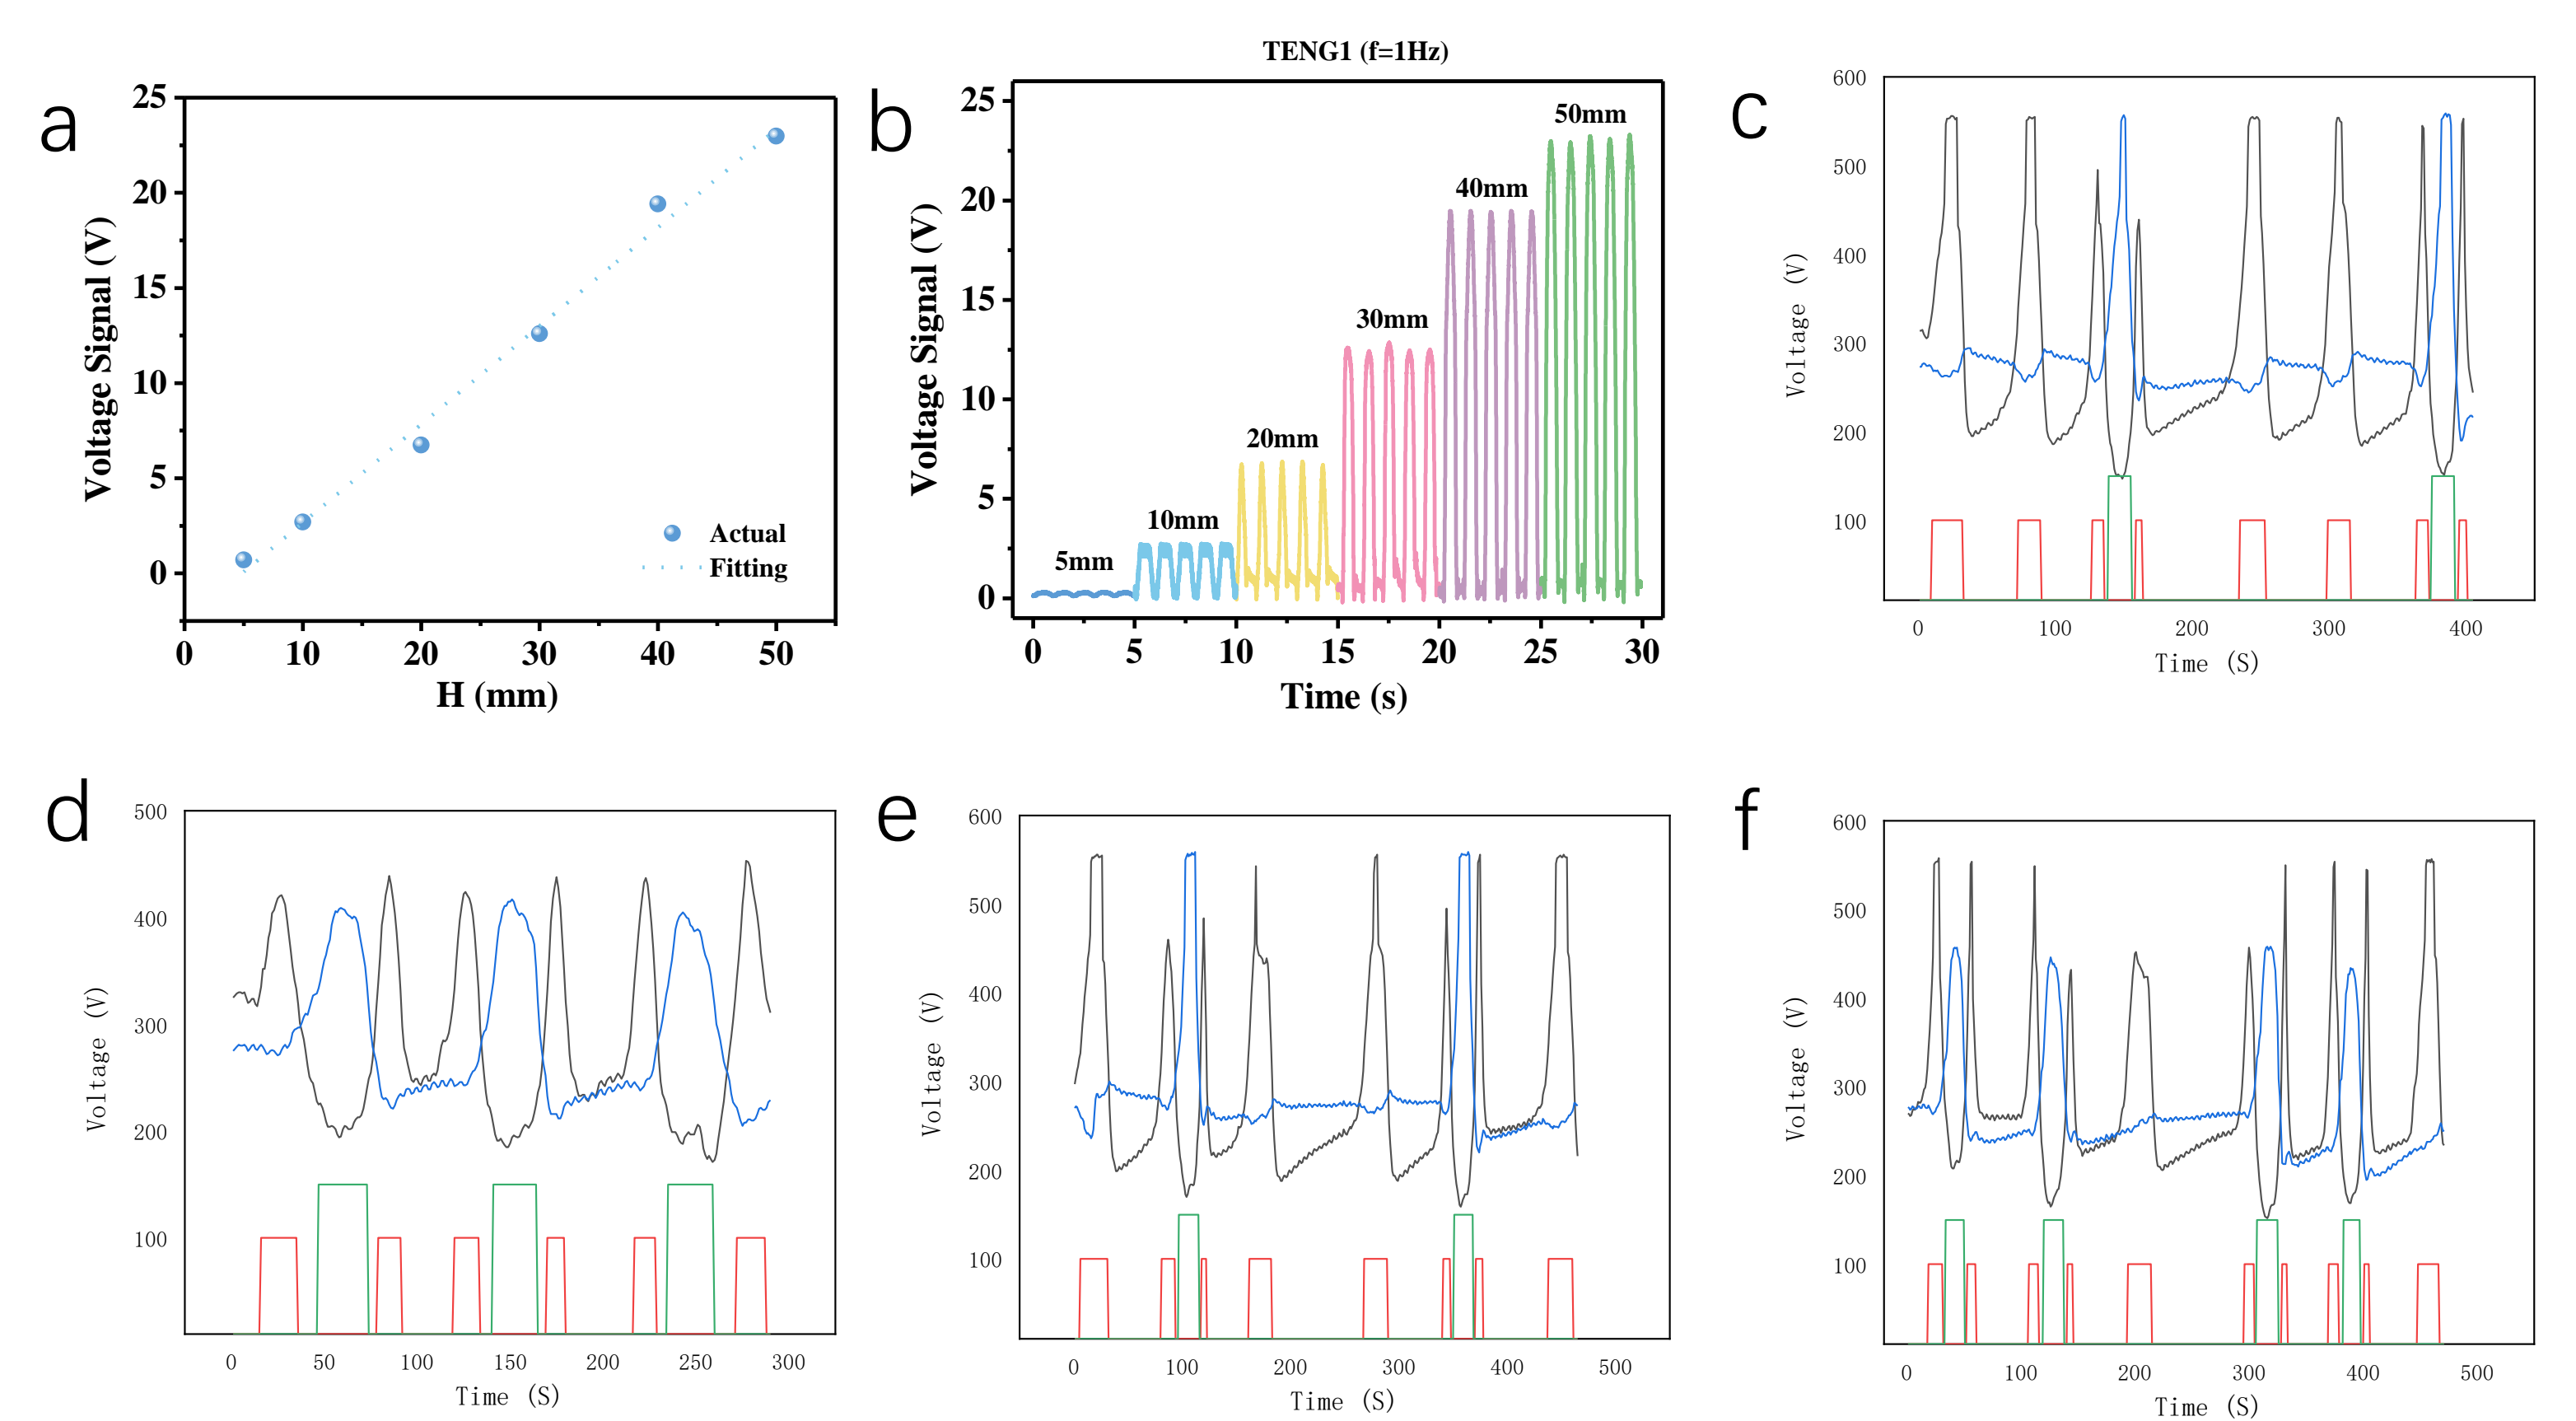 a
25
20
15
10
5
0
Voltage Signal (V)
Actual
Fitting
0 10 20 30 40 50
H (mm)
b
TENG1 (f=1Hz)
25
20
15
10
5
0
Voltage Signal (V)
5mm
10mm
20mm
30mm
40mm
50mm
0 5 10 15 20 25 30
Time (s)
c
600
500
400
300
200
100
Voltage (V)
0 100 200 300 400
Time (S)
d
500
400
300
200
100
Voltage (V)
0 50 100 150 200 250 300
Time (S)
e
600
500
400
300
200
100
Voltage (V)
0 100 200 300 400 500
Time (S)
f
600
500
400
300
200
100
Voltage (V)
0 100 200 300 400 500
Time (S)